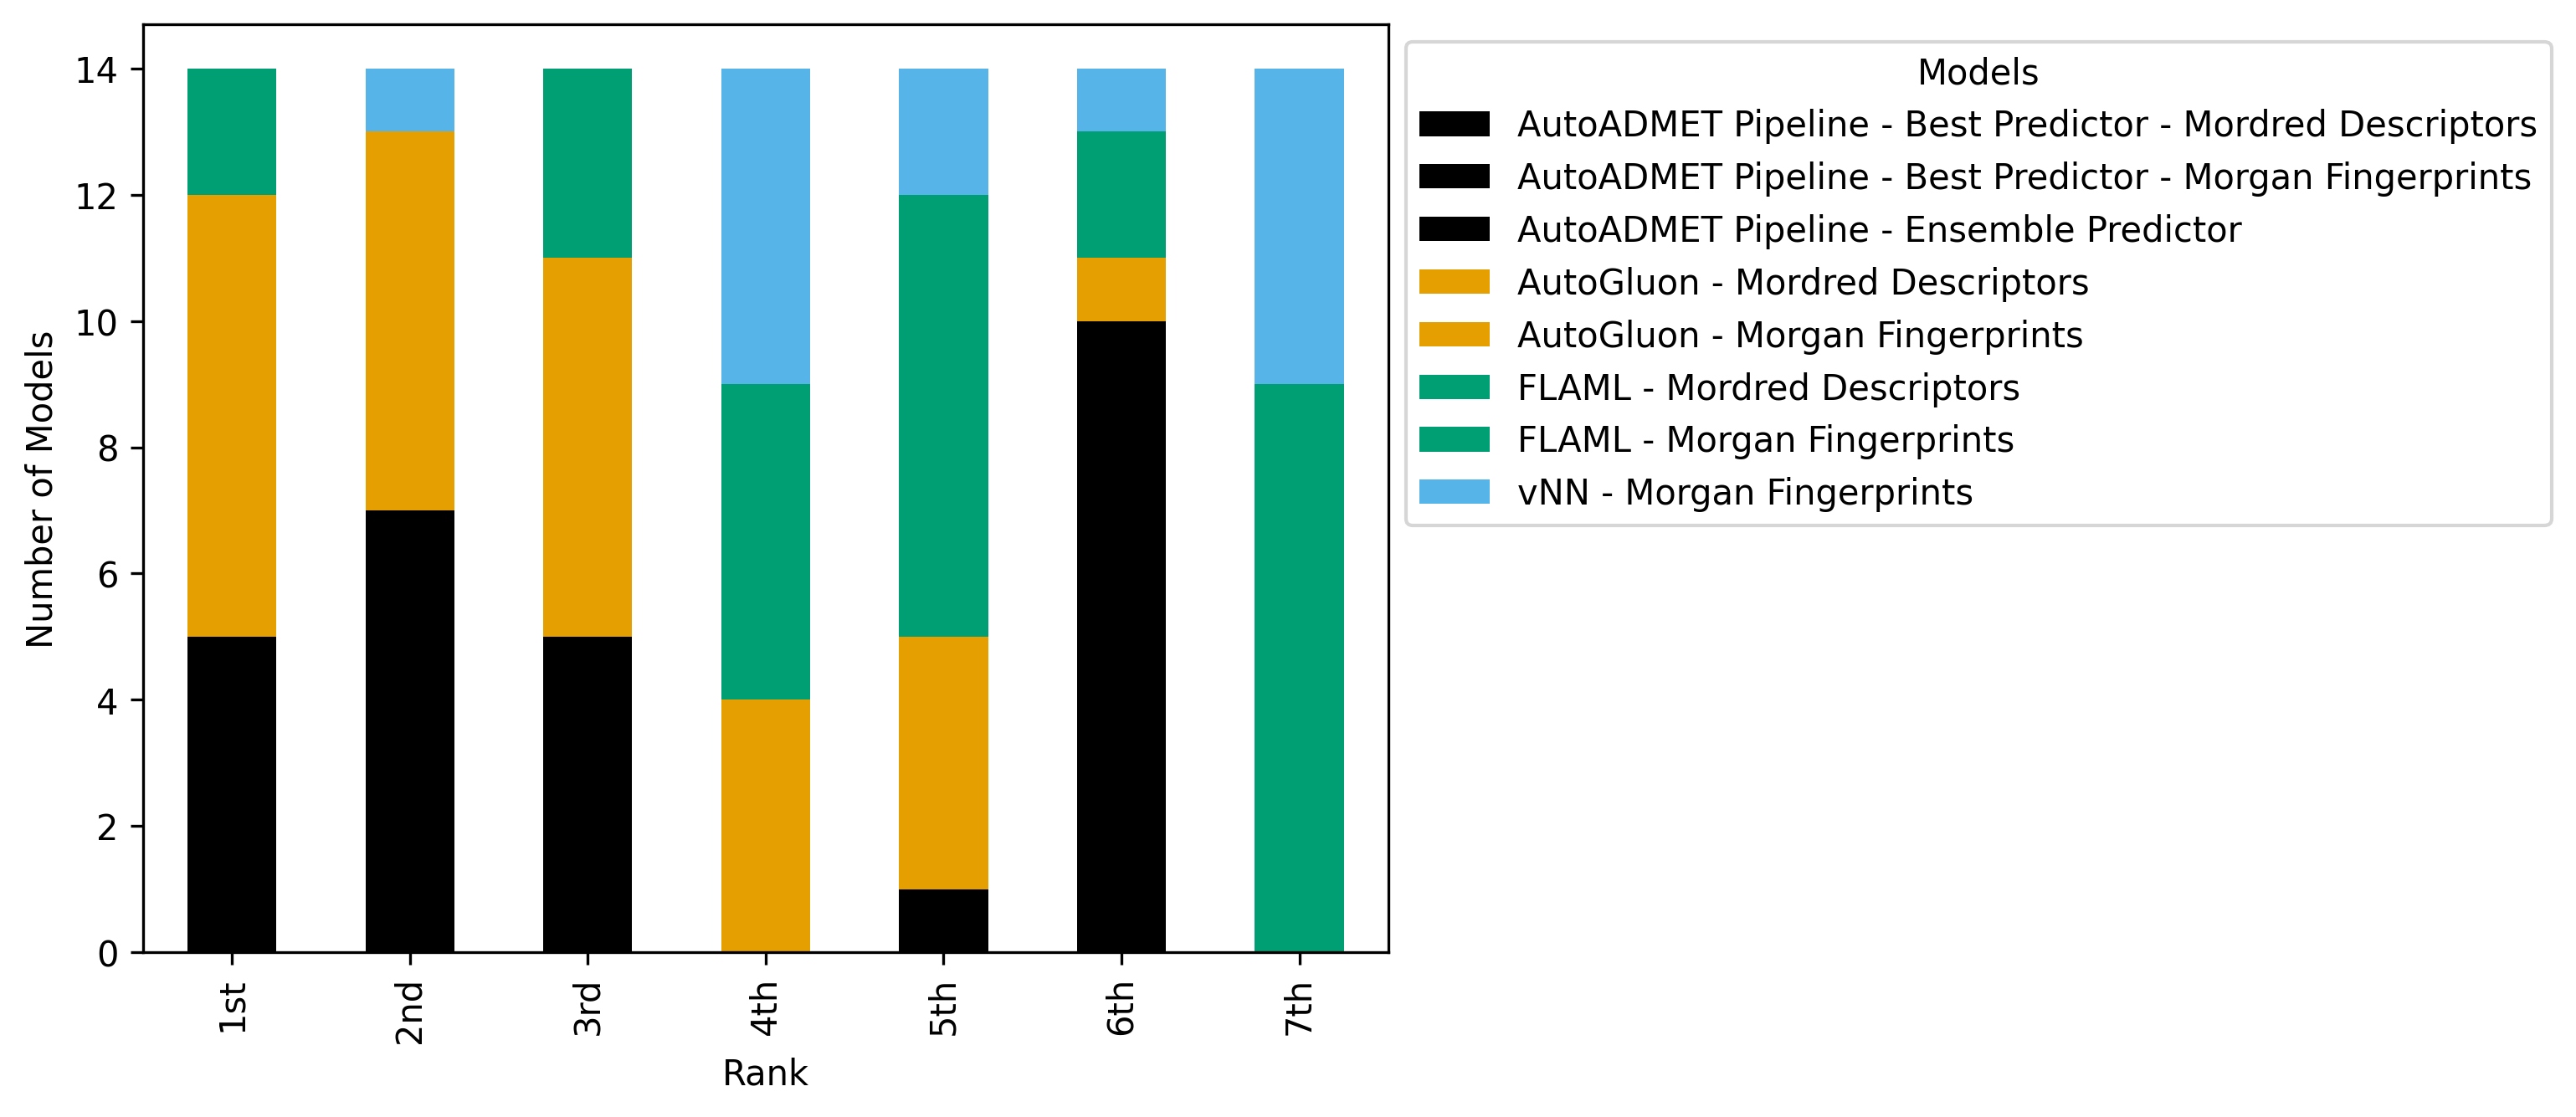 14
12
10
8
6
4
2
0
Number of Models
1st
2nd
3rd
4th
5th
6th
7th
Rank
Models
AutoADMET Pipeline - Best Predictor - Mordred Descriptors
AutoADMET Pipeline - Best Predictor - Morgan Fingerprints
AutoADMET Pipeline - Ensemble Predictor
AutoGluon - Mordred Descriptors
AutoGluon - Morgan Fingerprints
FLAML - Mordred Descriptors
FLAML - Morgan Fingerprints
vNN - Morgan Fingerprints